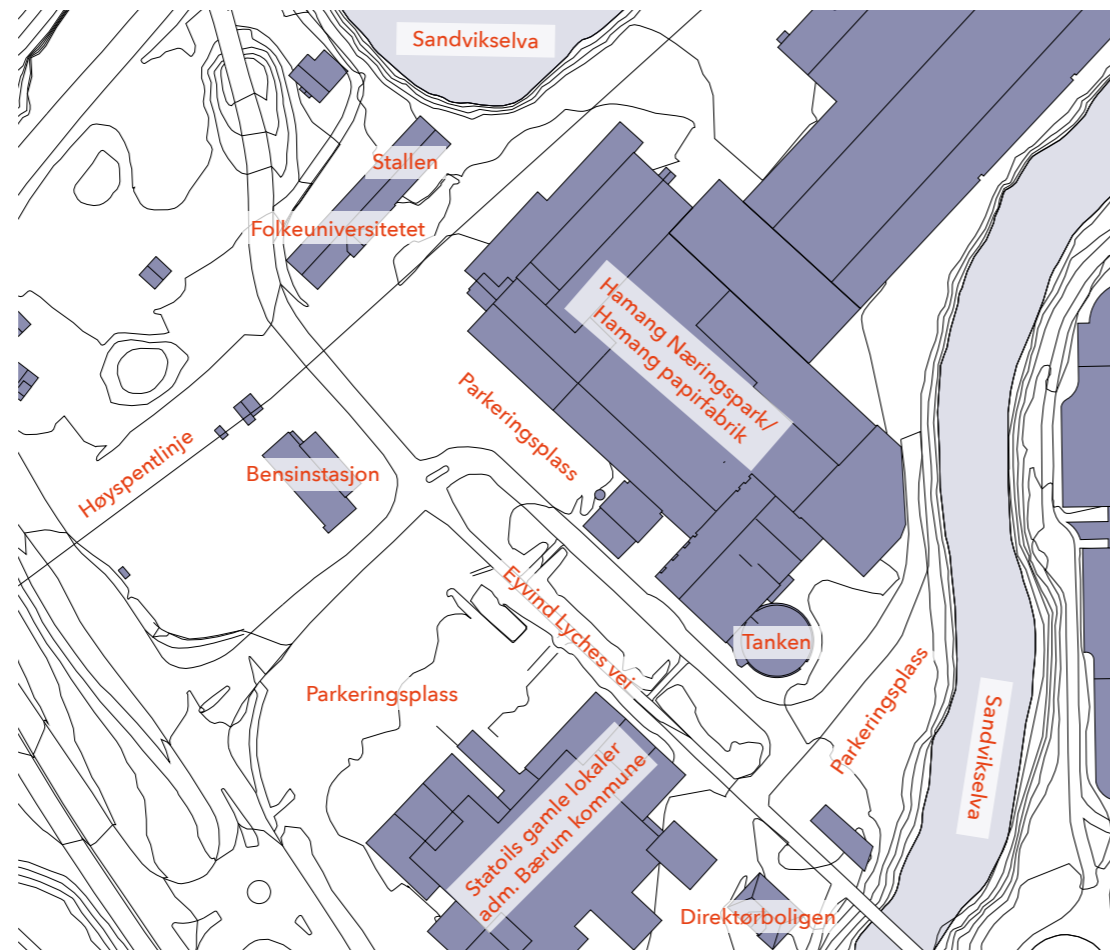 Sandvikselva
Stallen
Folkeuniversitetet
Hamang Næringspark/
Hamang papirfabrik
Parkeringsplass
Høyspentlinje
Bensinstasjon
Eyvind Lyches vei
Tanken
Parkeringsplass
Parkeringsplass
Sandvikselva
Statoils gamle lokaler
adm. Bærum kommune
Direktørboligen